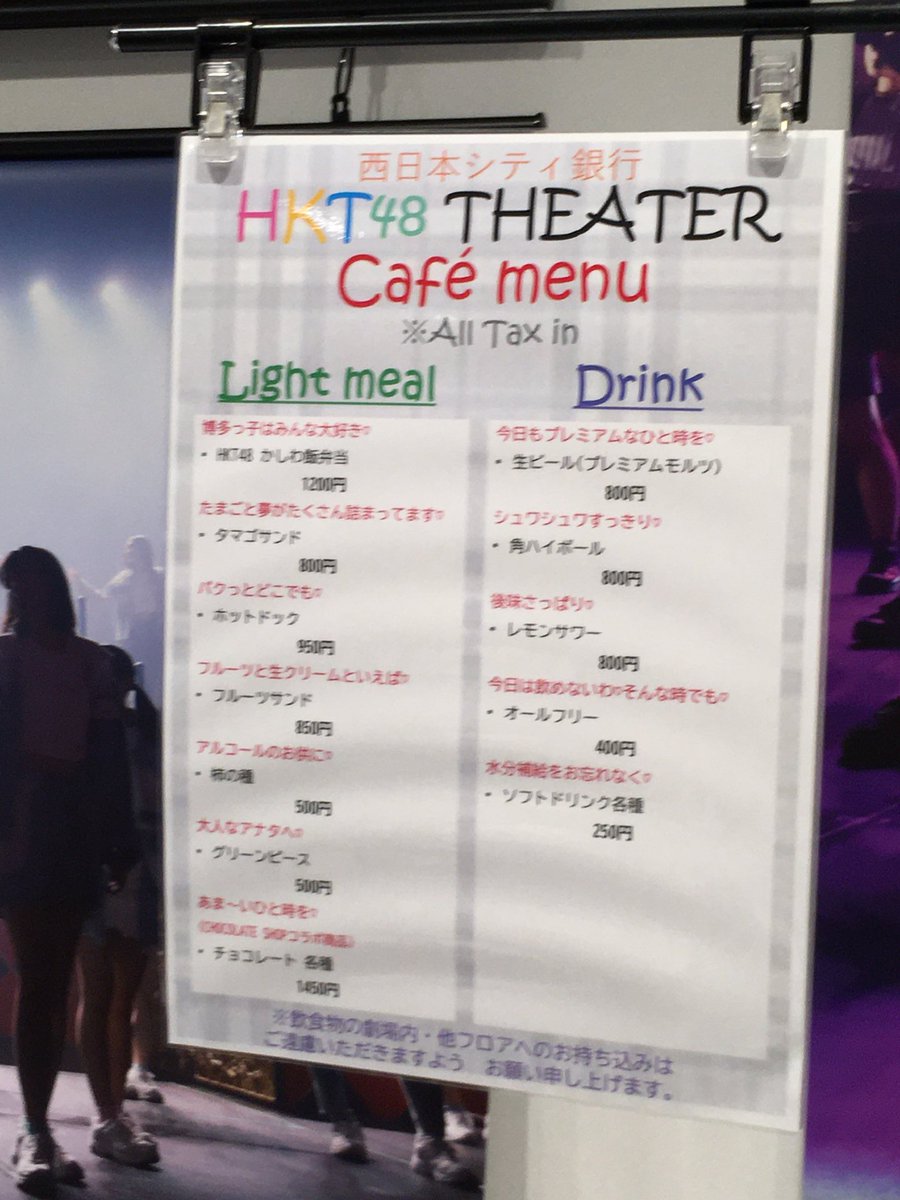 西日本シティ銀行
HKT48 THEATER
Café menu
※All Tax in
Light meal
博多っ子はみんな大好き♡
・ HKT48 かしわ飯弁当
1200円
たまごと夢がたくさん詰まってます♡
・ タマゴサンド
800円
パクっとどこでも♡
・ ホットドック
950円
フルーツと生クリームといえば♡
・ フルーツサンド
850円
アルコールのお供に♡
・ 柿の種
500円
大人なアナタへ♡
・ グリーンピース
500円
あま～いひと時を♡
(CHOCOLATE SHOPコラボ商品)
・ チョコレート 各種
1450円
Drink
今日もプレミアムなひと時を♡
・ 生ビール(プレミアムモルツ)
800円
シュワシュワすっきり♡
・ 角ハイボール
800円
後味さっぱり♡
・ レモンサワー
800円
今日は飲めないわ♡そんな時でも♡
・ オールフリー
400円
水分補給をお忘れなく♡
・ ソフトドリンク各種
250円
※飲食物の劇場内・他フロアへのお持ち込みは
ご遠慮いただきますよう お願い申し上げます。